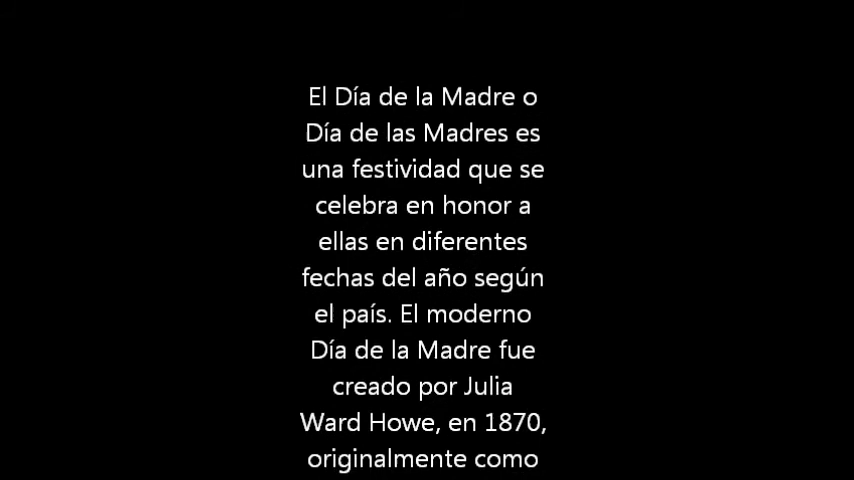 El Día de la Madre o
Día de las Madres es
una festividad que se
celebra en honor a
ellas en diferentes
fechas del año según
el país. El moderno
Día de la Madre fue
creado por Julia
Ward Howe, en 1870,
originalmente como